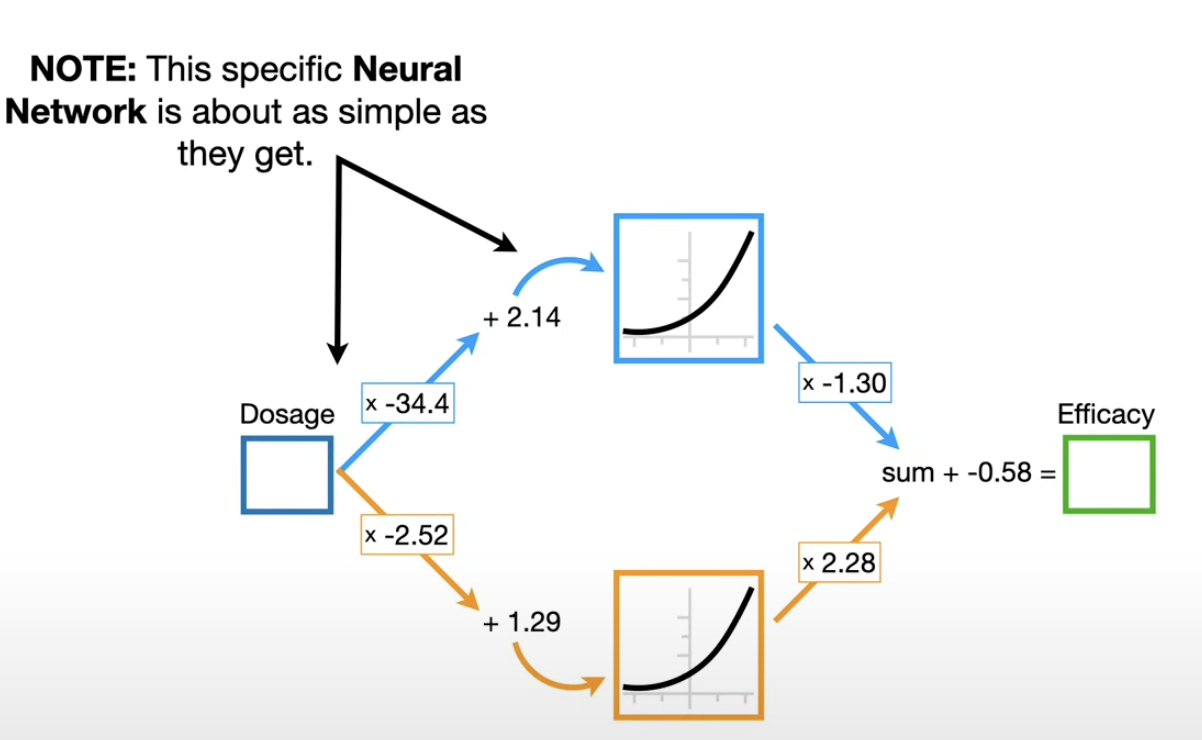 NOTE: This specific Neural
Network is about as simple as
they get.
+ 2.14
x -34.4
x -1.30
Dosage
Efficacy
sum + -0.58 =
x -2.52
x 2.28
+ 1.29